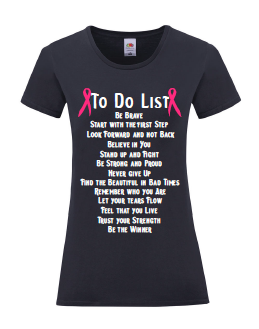 To Do List
Be Brave
Start with the first Step
Look Forward and not Back
Believe in You
Stand up and Fight
Be Strong and Proud
Never give Up
Find the Beautiful in Bad Times
Remember who you Are
Let your tears Flow
Feel that you Live
Trust your Strength
Be the Winner